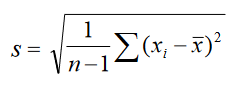 s = √(1/(n−1) ∑(xᵢ − x̄)²)